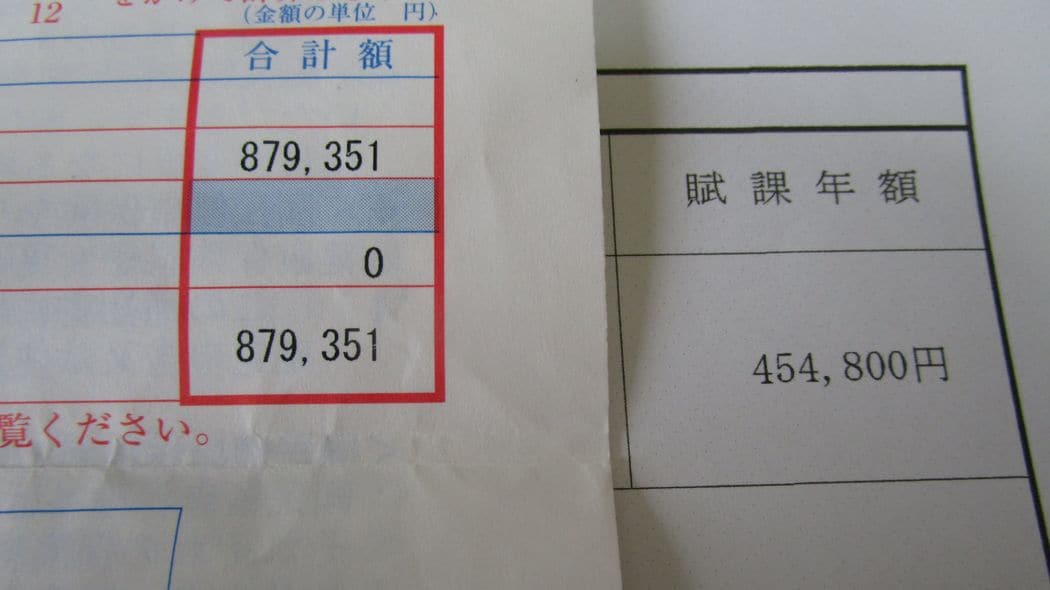 12
(金額の単位 円)
合計額
879,351
0
879,351
覧ください。
賦課年額
454,800円